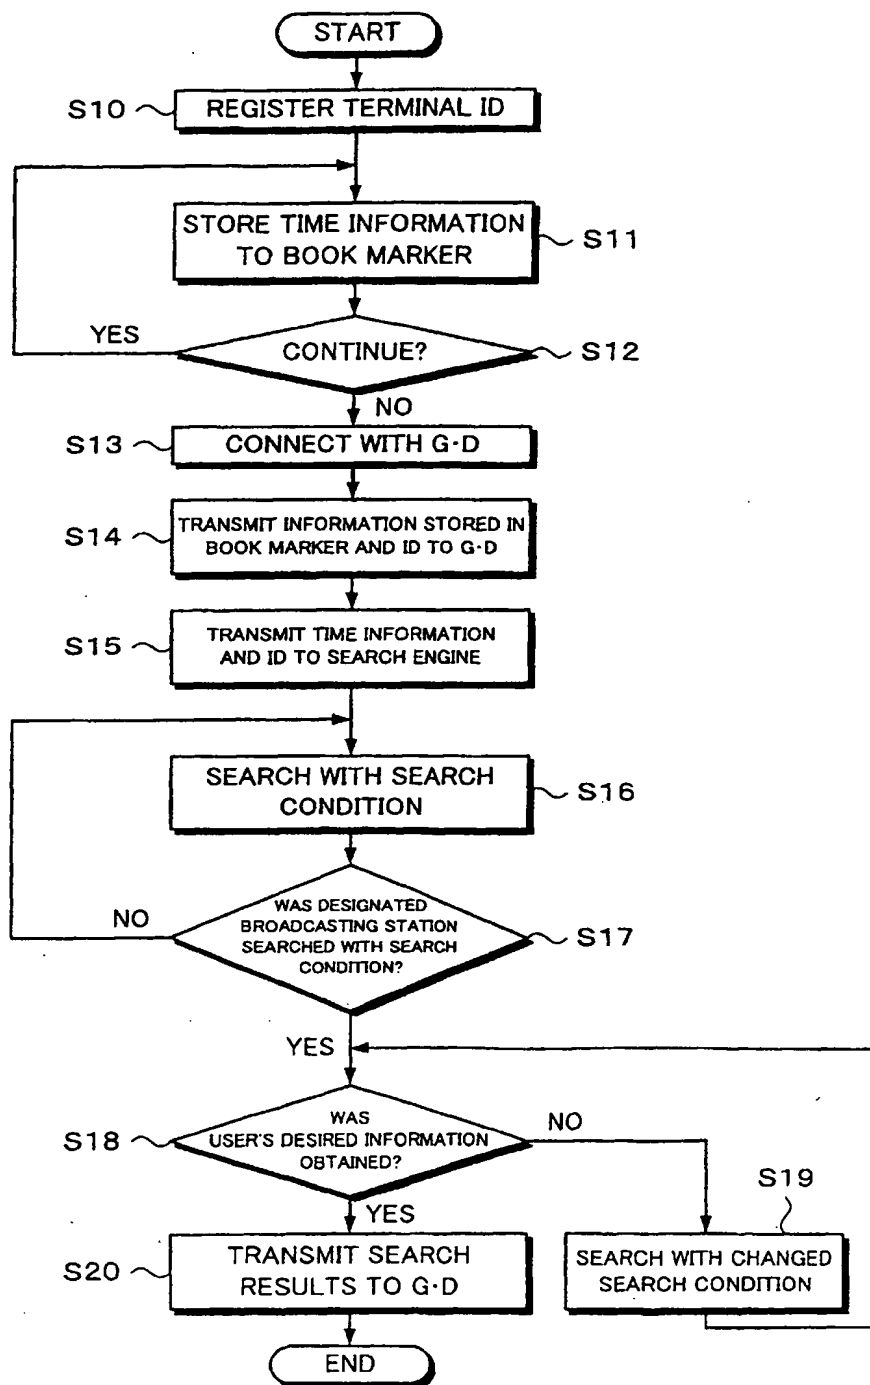 START
S10
REGISTER TERMINAL ID
STORE TIME INFORMATION
TO BOOK MARKER
S11
YES
CONTINUE?
S12
NO
S13
CONNECT WITH G·D
S14
TRANSMIT INFORMATION STORED IN
BOOK MARKER AND ID TO G·D
S15
TRANSMIT TIME INFORMATION
AND ID TO SEARCH ENGINE
SEARCH WITH SEARCH
CONDITION
S16
NO
WAS DESIGNATED
BROADCASTING STATION
SEARCHED WITH SEARCH
CONDITION?
S17
YES
S18
WAS
USER'S DESIRED INFORMATION
OBTAINED?
NO
YES
S19
S20
TRANSMIT SEARCH
RESULTS TO G·D
SEARCH WITH CHANGED
SEARCH CONDITION
END